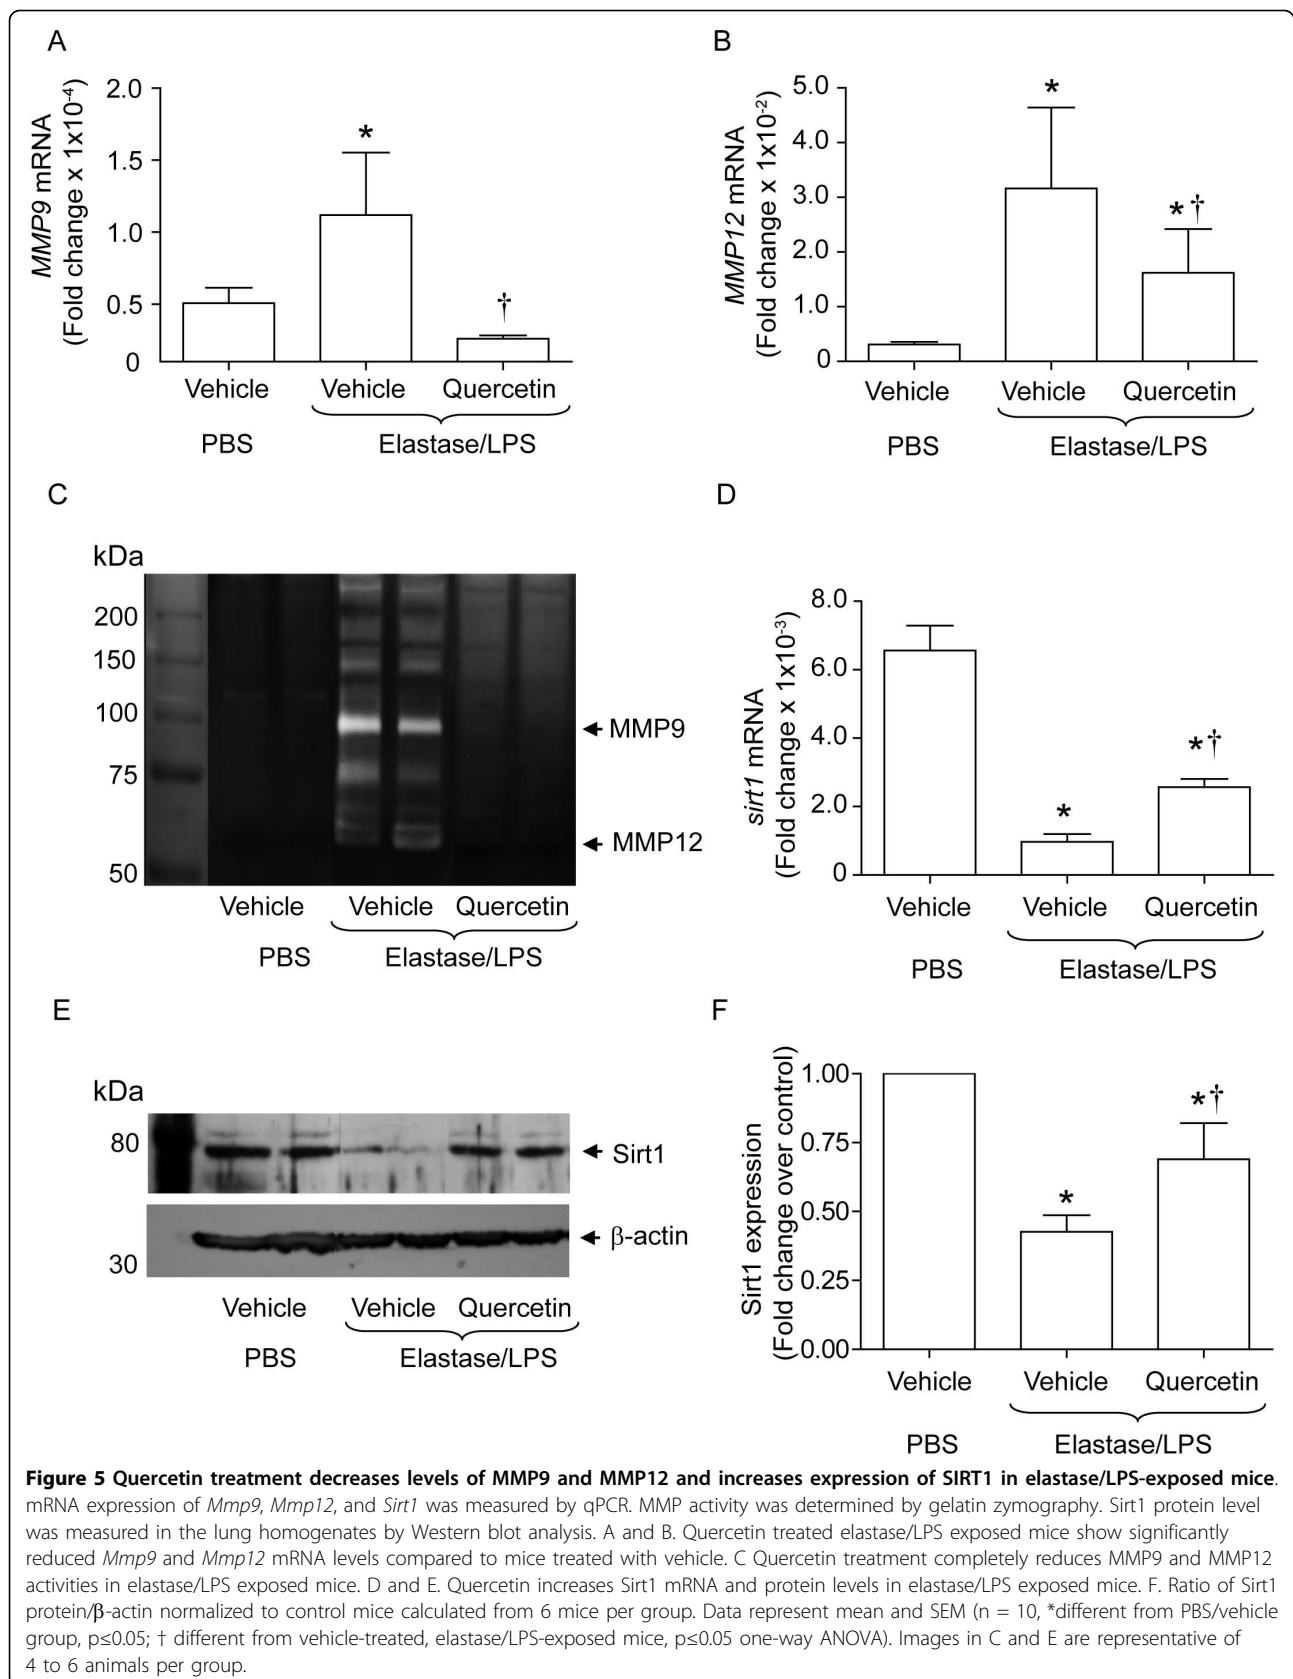 A
MMP9 mRNA
(Fold change x 1x10-4)
2.0
1.5
1.0
0.5
0
*
†
Vehicle Vehicle Quercetin
PBS Elastase/LPS
B
MMP12 mRNA
(Fold change x 1x10-2)
5.0
4.0
3.0
2.0
1.0
0
*
*†
Vehicle Vehicle Quercetin
PBS Elastase/LPS
C
kDa
200
150
100
75
50
MMP9
MMP12
Vehicle Vehicle Quercetin
PBS Elastase/LPS
D
sirt1 mRNA
(Fold change x 1x10-3)
8.0
6.0
4.0
2.0
0
*
*†
Vehicle Vehicle Quercetin
PBS Elastase/LPS
E
kDa
80
30
Sirt1
β-actin
Vehicle Vehicle Quercetin
PBS Elastase/LPS
F
Sirt1 expression
(Fold change over control)
1.00
0.75
0.50
0.25
0.00
*
*†
Vehicle Vehicle Quercetin
PBS Elastase/LPS
Figure 5 Quercetin treatment decreases levels of MMP9 and MMP12 and increases expression of SIRT1 in elastase/LPS-exposed mice.
mRNA expression of Mmp9, Mmp12, and Sirt1 was measured by qPCR. MMP activity was determined by gelatin zymography. Sirt1 protein level
was measured in the lung homogenates by Western blot analysis. A and B. Quercetin treated elastase/LPS exposed mice show significantly
reduced Mmp9 and Mmp12 mRNA levels compared to mice treated with vehicle. C Quercetin treatment completely reduces MMP9 and MMP12
activities in elastase/LPS exposed mice. D and E. Quercetin increases Sirt1 mRNA and protein levels in elastase/LPS exposed mice. F. Ratio of Sirt1
protein/β-actin normalized to control mice calculated from 6 mice per group. Data represent mean and SEM (n = 10, *different from PBS/vehicle
group, p≤0.05; † different from vehicle-treated, elastase/LPS-exposed mice, p≤0.05 one-way ANOVA). Images in C and E are representative of
4 to 6 animals per group.